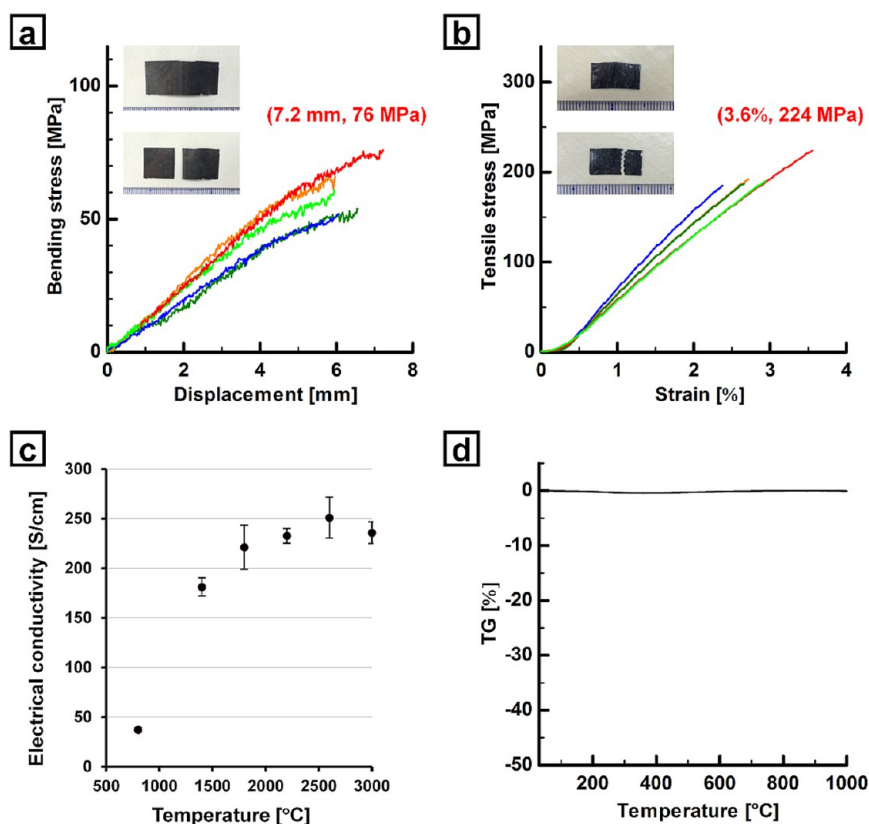 a
Bending stress [MPa]
100
50
0
(7.2 mm, 76 MPa)
0 2 4 6 8
Displacement [mm]
b
Tensile stress [MPa]
300
200
100
0
(3.6%, 224 MPa)
0 1 2 3 4
Strain [%]
c
Electrical conductivity [S/cm]
300
250
200
150
100
50
0
500 1000 1500 2000 2500 3000
Temperature [°C]
d
TG [%]
0
-10
-20
-30
-40
-50
200 400 600 800 1000
Temperature [°C]